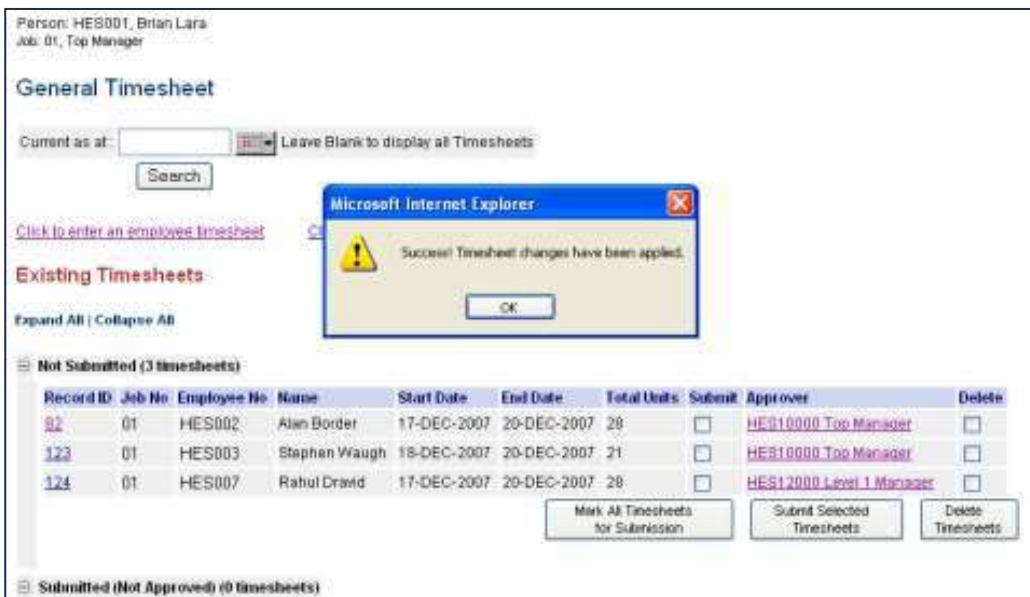 Person: HES001, Brian Lara
Job: 01, Top Manager
General Timesheet
Current as at: Leave Blank to display all Timesheets
Search
Microsoft Internet Explorer
Click to enter an employee timesheet
Success! Timesheet changes have been applied.
OK
Existing Timesheets
Expand All | Collapse All
Not Submitted (3 timesheets)
Record ID Job No Employee No Name Start Date End Date Total Units Submit Approver Delete
82 01 HES002 Alan Border 17-DEC-2007 20-DEC-2007 28 HES10000 Top Manager
123 01 HES003 Stephen Waugh 18-DEC-2007 20-DEC-2007 21 HES10000 Top Manager
124 01 HES007 Rahul Dravid 17-DEC-2007 20-DEC-2007 28 HES12000 Level 1 Manager
Mark All Timesheets for Submission Submit Selected Timesheets Delete Timesheets
Submitted (Not Approved) (0 timesheets)